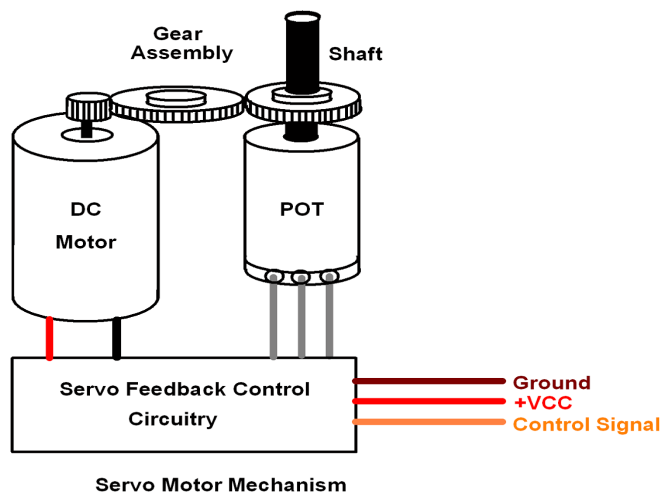 Gear
Assembly
Shaft
DC
Motor
POT
Servo Feedback Control
Circuitry
Ground
+VCC
Control Signal
Servo Motor Mechanism